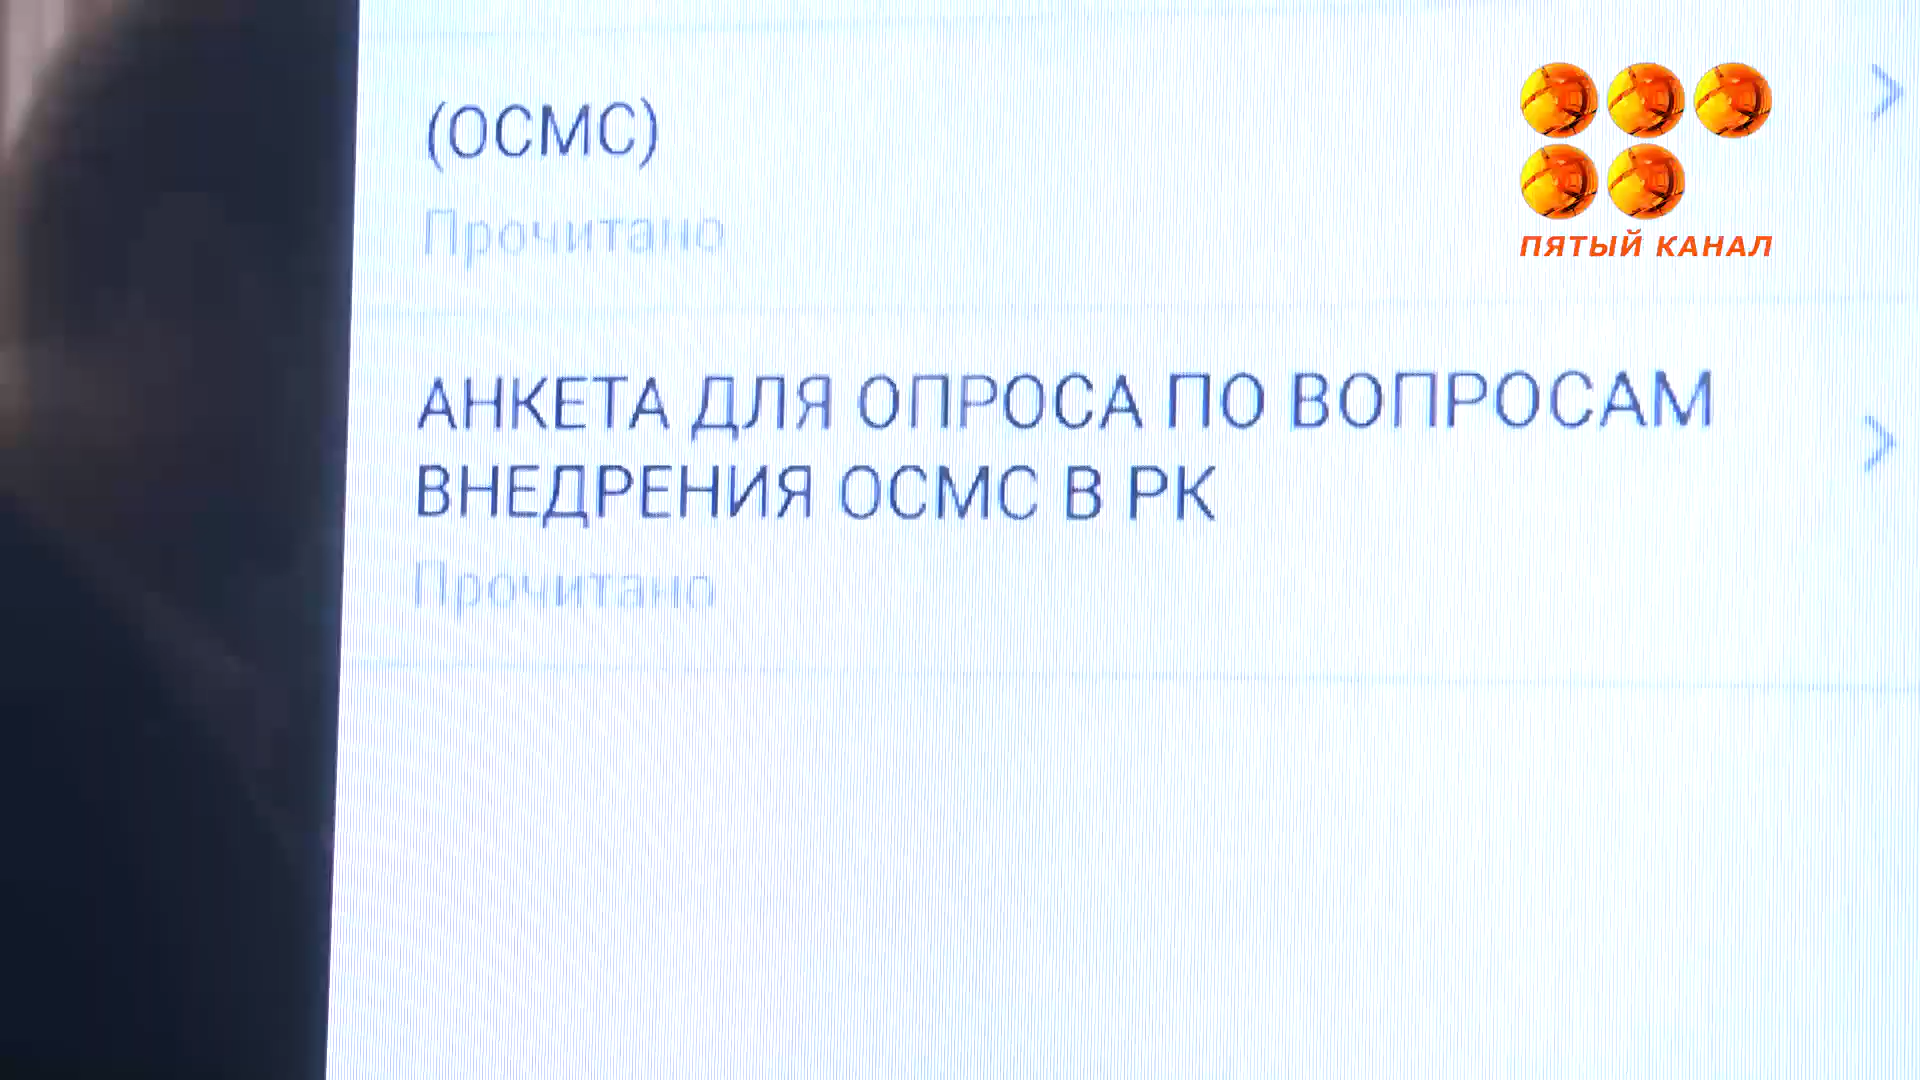 (ОСМС)
Прочитано
ПЯТЫЙ КАНАЛ
АНКЕТА ДЛЯ ОПРОСА ПО ВОПРОСАМ
ВНЕДРЕНИЯ ОСМС В РК
Прочитано